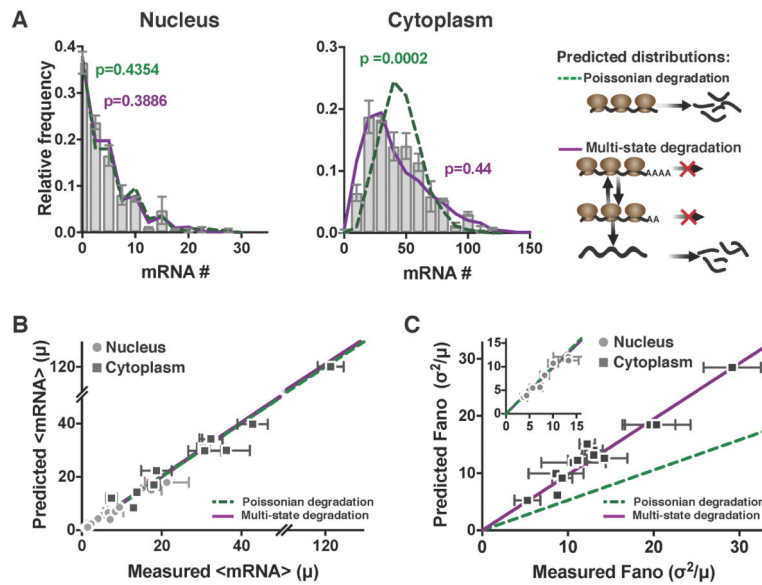 A
Nucleus
Cytoplasm
Relative frequency
0.4
0.3
0.2
0.1
0.0
p=0.4354
p=0.3886
0 10 20 30
mRNA #
0.3
0.2
0.1
0.0
p =0.0002
p=0.44
0 50 100 150
mRNA #
Predicted distributions:
Poissonian degradation
Multi-state degradation
AAAA
AA
B
Nucleus
Cytoplasm
Predicted <mRNA> (µ)
120
40
20
0
Poissonian degradation
Multi-state degradation
0 20 40 120
Measured <mRNA> (µ)
C
Nucleus
Cytoplasm
Predicted Fano (σ²/µ)
30
20
10
0
15
10
5
0
0 5 10 15
Poissonian degradation
Multi-state degradation
0 10 20 30
Measured Fano (σ²/µ)